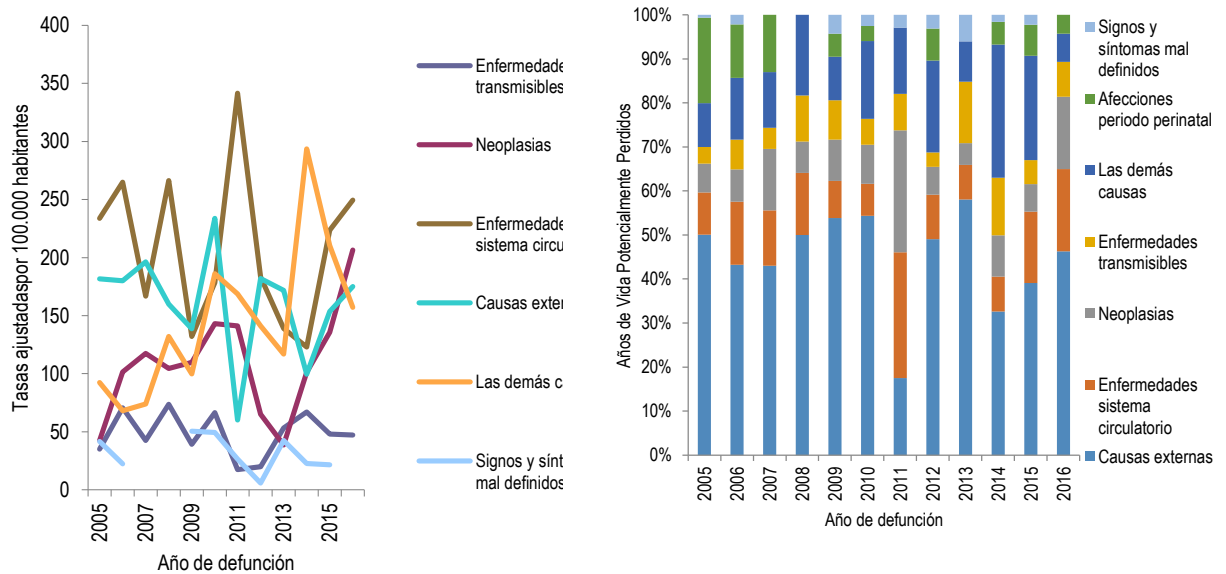 400
350
300
250
200
150
100
50
0
Tasas ajustadaspor 100.000 habitantes
2005
2007
2009
2011
2013
2015
Año de defunción
Enfermedade
transmisibles
Neoplasias
Enfermedade
sistema circu
Causas exter
Las demás c
Signos y sínt
mal definidos
100%
90%
80%
70%
60%
50%
40%
30%
20%
10%
0%
Años de Vida Potencialmente Perdidos
2005
2006
2007
2008
2009
2010
2011
2012
2013
2014
2015
2016
Año de defunción
Signos y
síntomas mal
definidos
Afecciones
periodo perinatal
Las demás
causas
Enfermedades
transmisibles
Neoplasias
Enfermedades
sistema
circulatorio
Causas externas